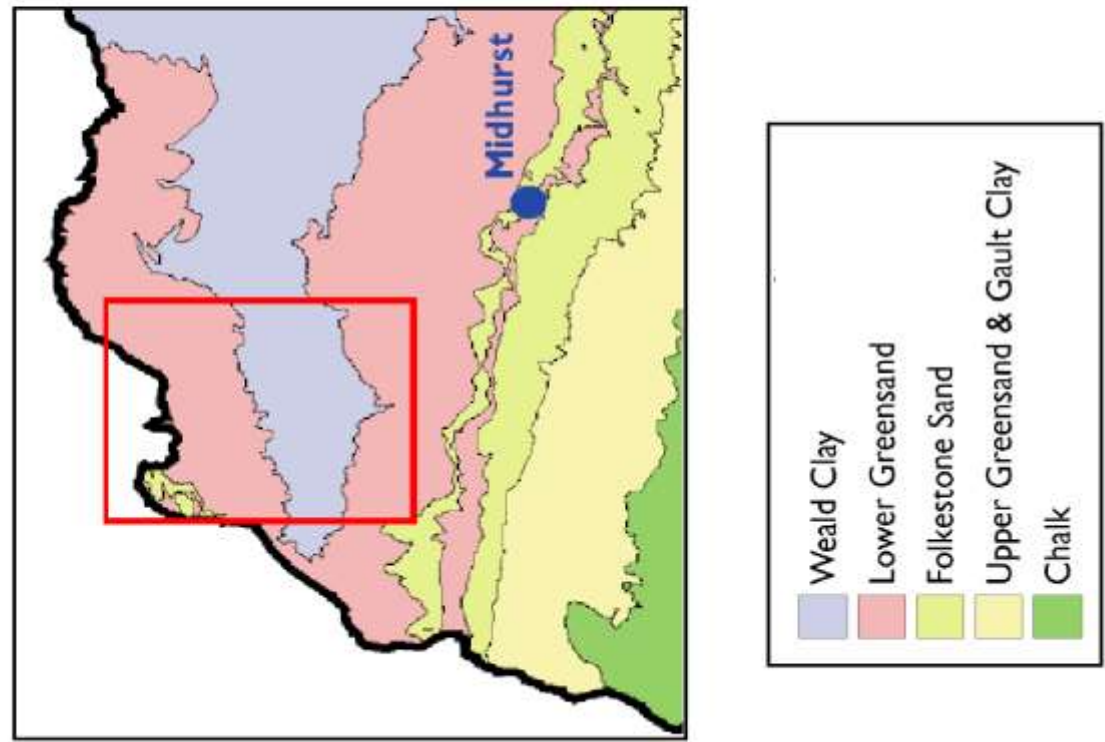 Midhurst
Weald Clay
Lower Greensand
Folkestone Sand
Upper Greensand & Gault Clay
Chalk